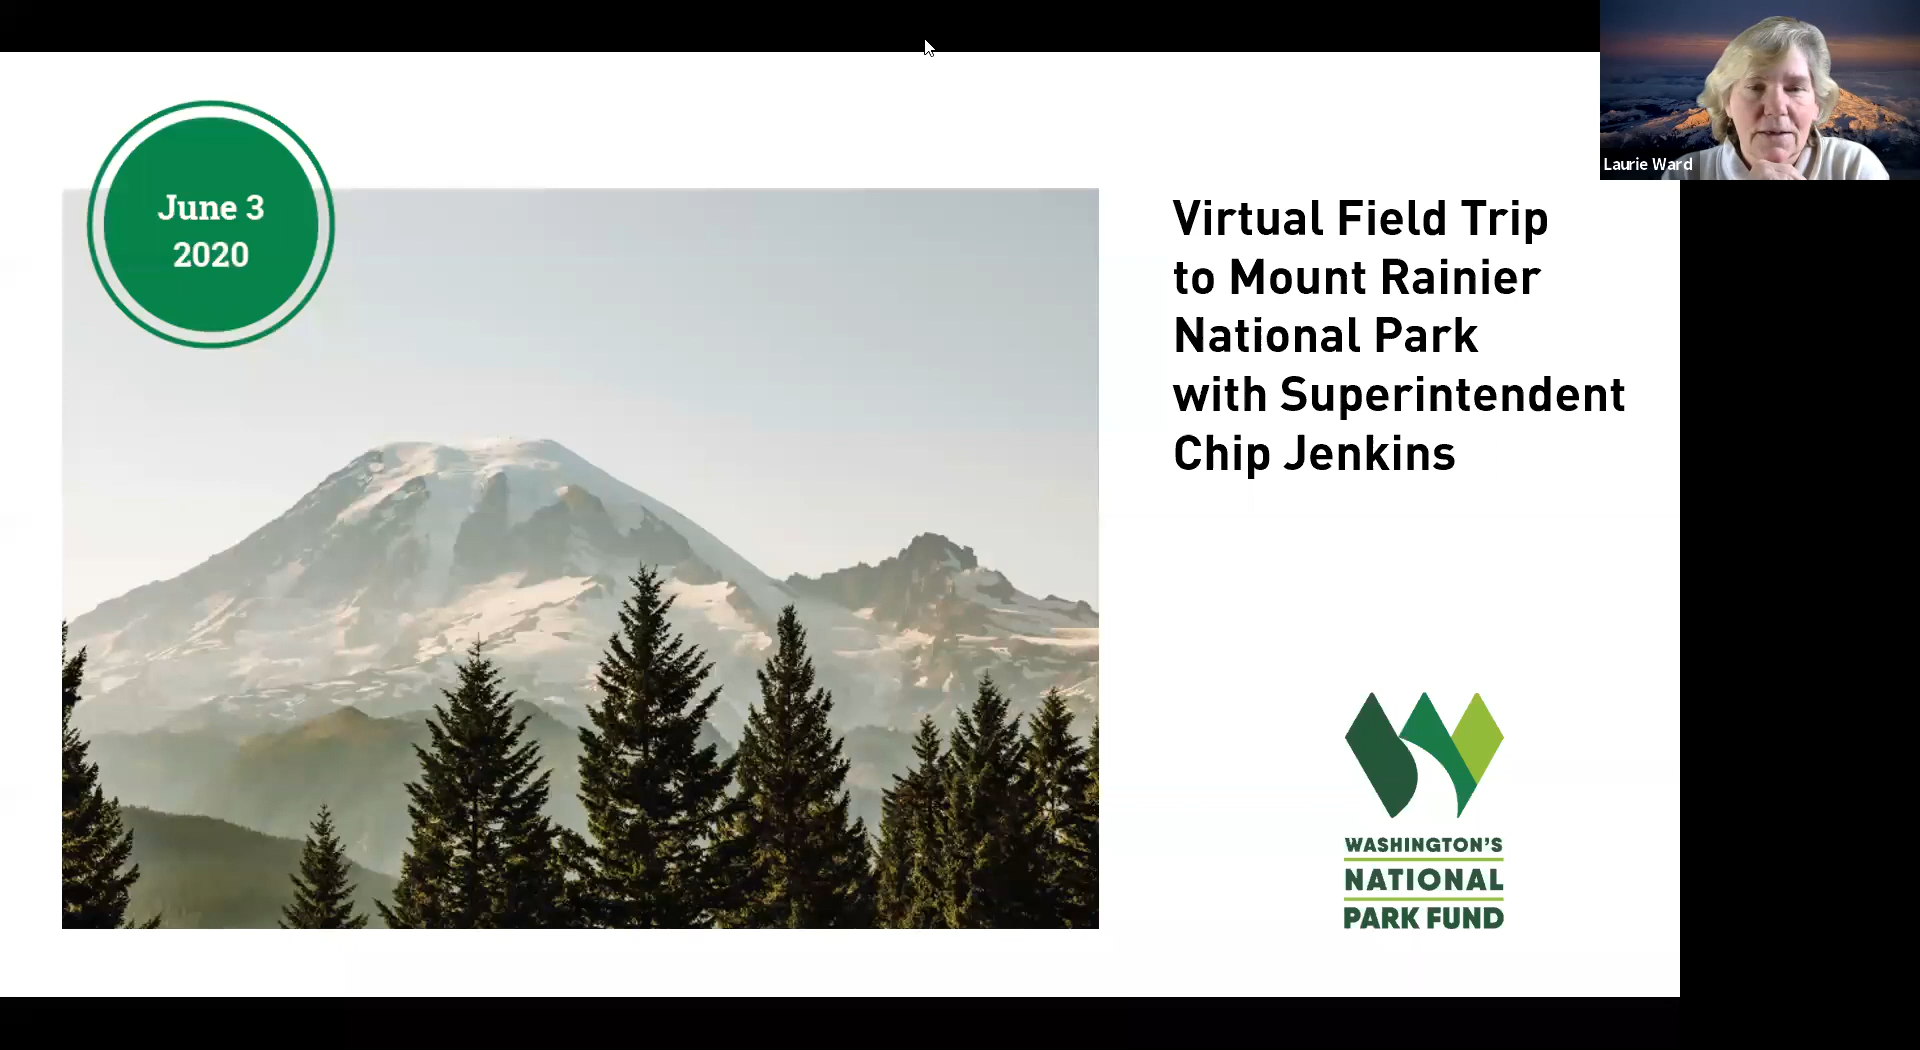 June 3
2020
Virtual Field Trip
to Mount Rainier
National Park
with Superintendent
Chip Jenkins
Laurie Ward
WASHINGTON'S
NATIONAL
PARK FUND